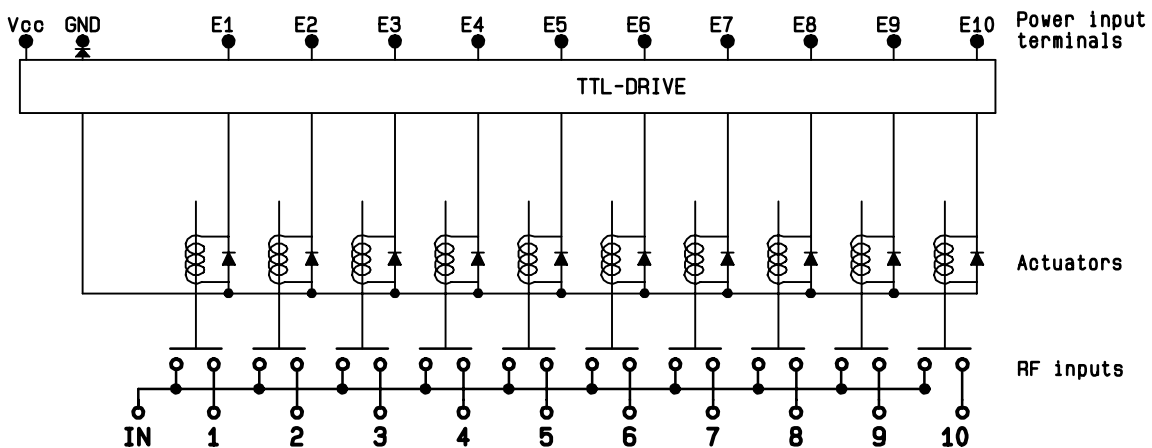 Vcc GND E1 E2 E3 E4 E5 E6 E7 E8 E9 E10 Power input
terminals
TTL-DRIVE
Actuators
RF inputs
IN 1 2 3 4 5 6 7 8 9 10